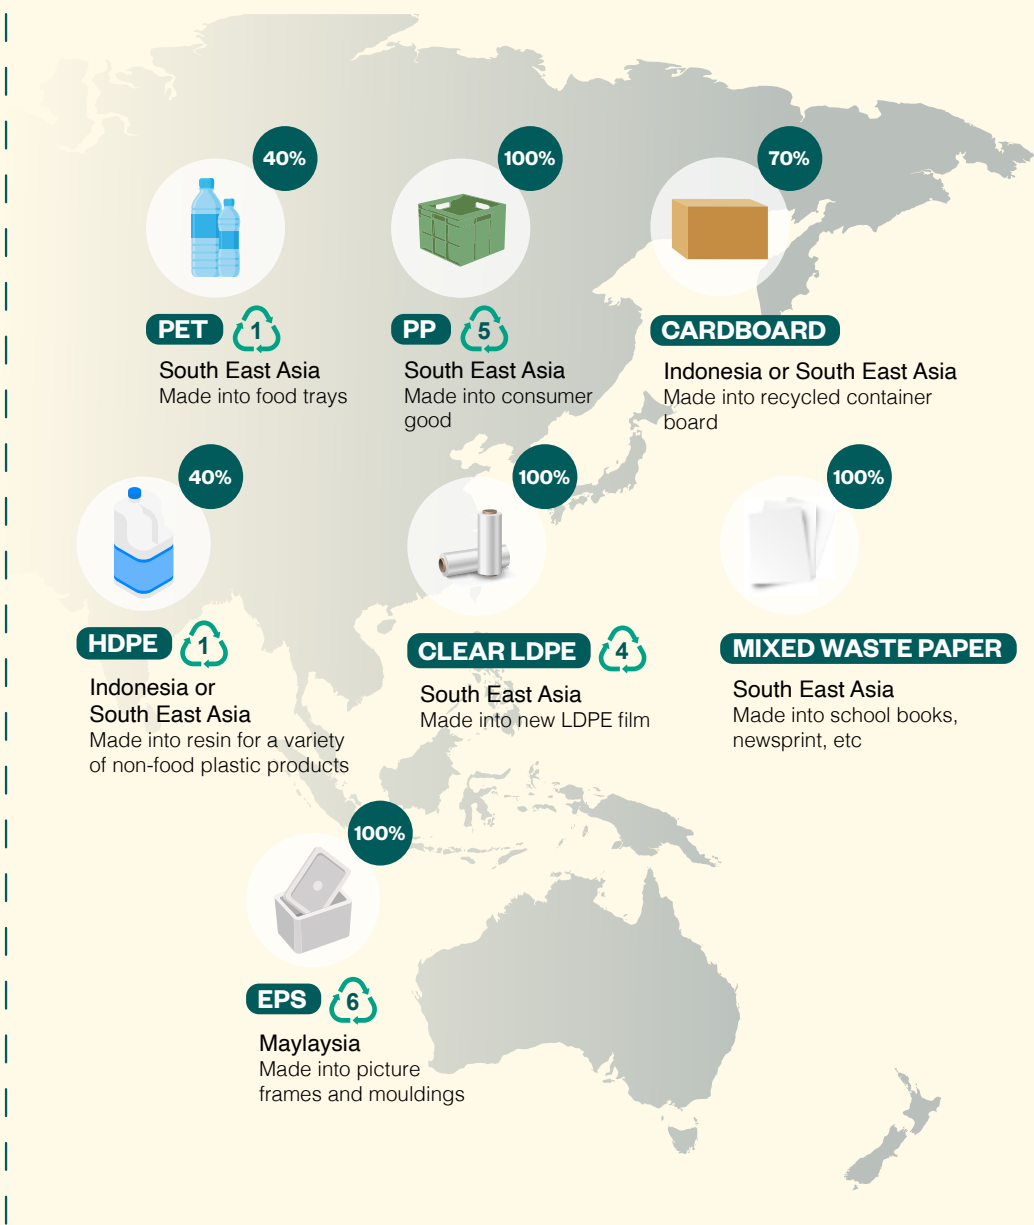 40%
PET 1
South East Asia
Made into food trays
100%
PP 5
South East Asia
Made into consumer
good
70%
CARDBOARD
Indonesia or South East Asia
Made into recycled container
board
40%
HDPE 1
Indonesia or
South East Asia
Made into resin for a variety
of non-food plastic products
100%
CLEAR LDPE 4
South East Asia
Made into new LDPE film
100%
MIXED WASTE PAPER
South East Asia
Made into school books,
newsprint, etc
100%
EPS 6
Maylaysia
Made into picture
frames and mouldings